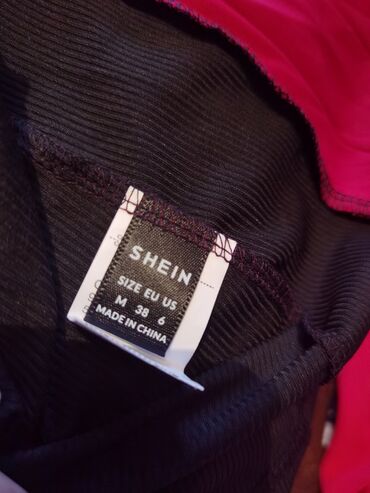 SHEIN
SIZE EU US
M 38 6
MADE IN CHINA